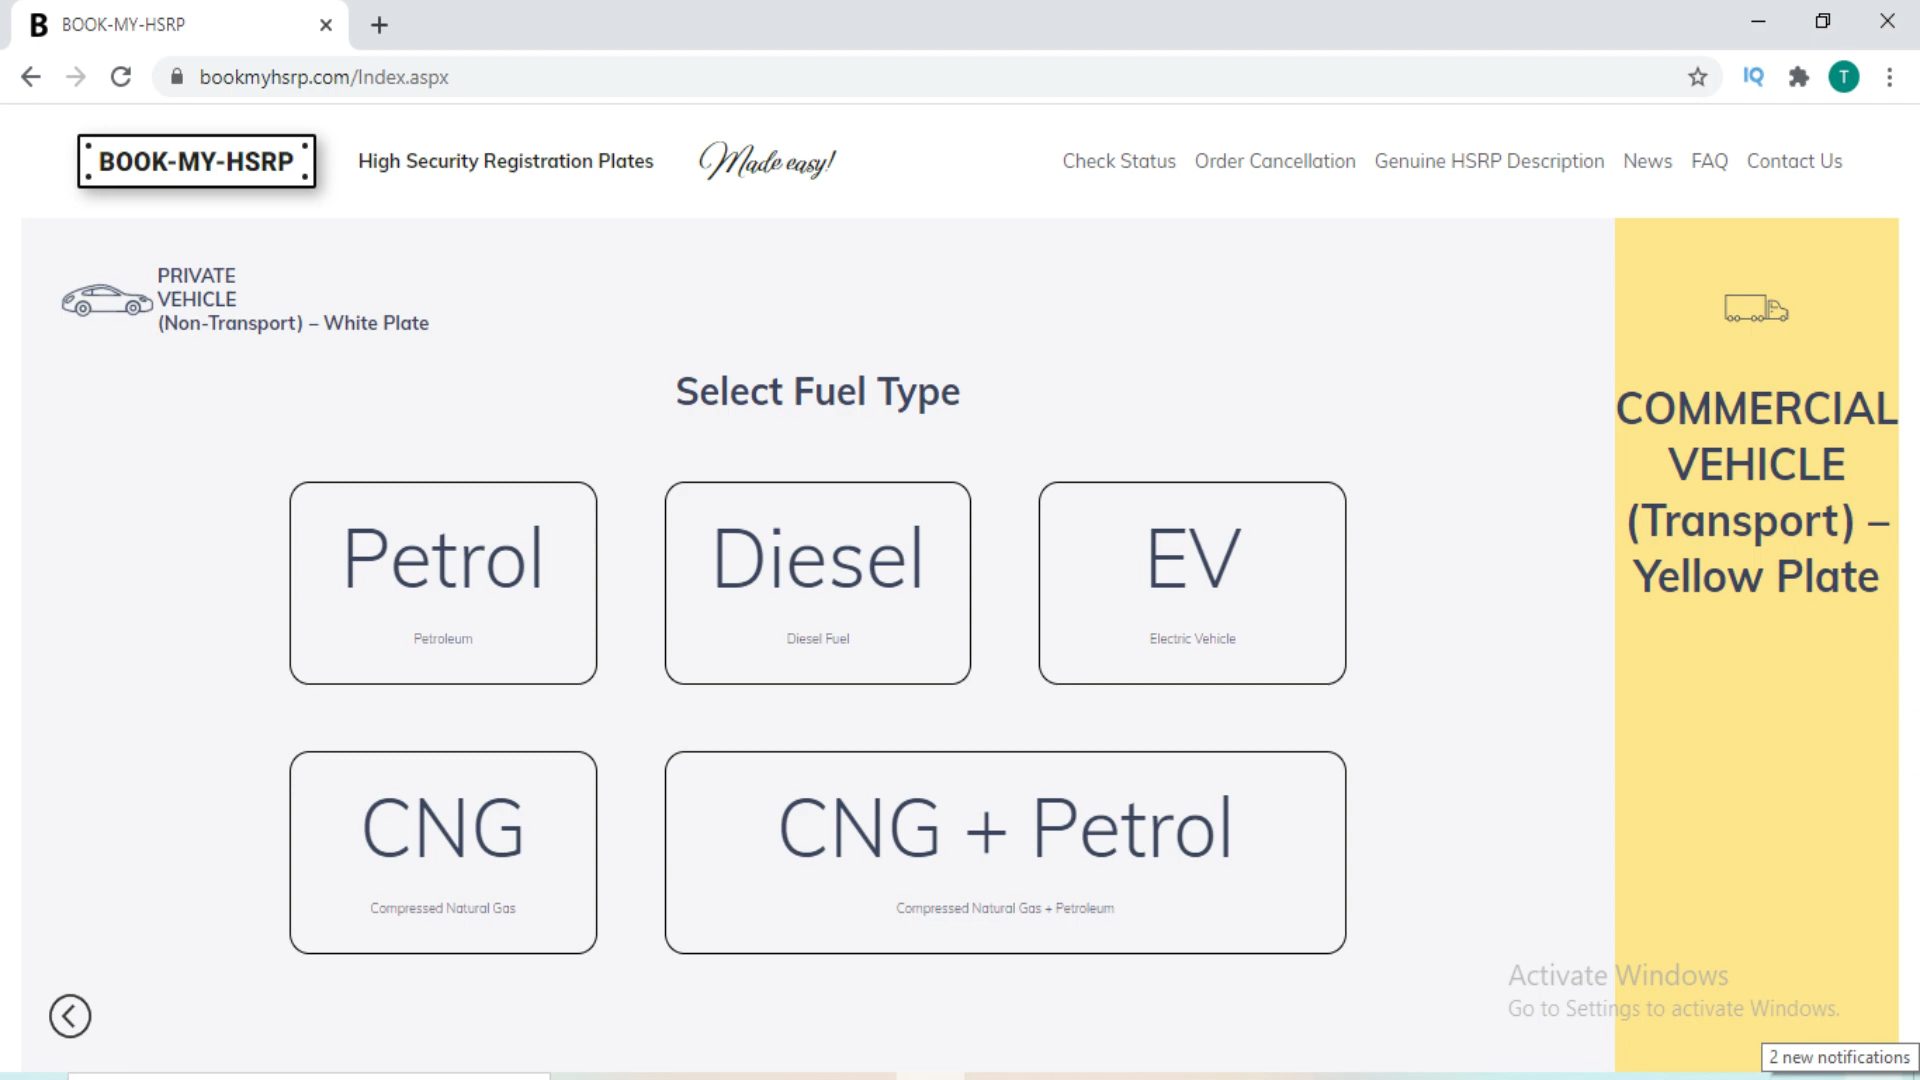 B BOOK-MY-HSRP
bookmyhsrp.com/Index.aspx
IQ
T
BOOK-MY-HSRP
High Security Registration Plates
Made easy!
Check Status
Order Cancellation
Genuine HSRP Description
News
FAQ
Contact Us
PRIVATE
VEHICLE
(Non-Transport) – White Plate
Select Fuel Type
Petrol
Petroleum
Diesel
Diesel Fuel
EV
Electric Vehicle
CNG
Compressed Natural Gas
CNG + Petrol
Compressed Natural Gas + Petroleum
COMMERCIAL
VEHICLE
(Transport) –
Yellow Plate
Activate Windows
Go to Settings to activate Windows.
2 new notifications